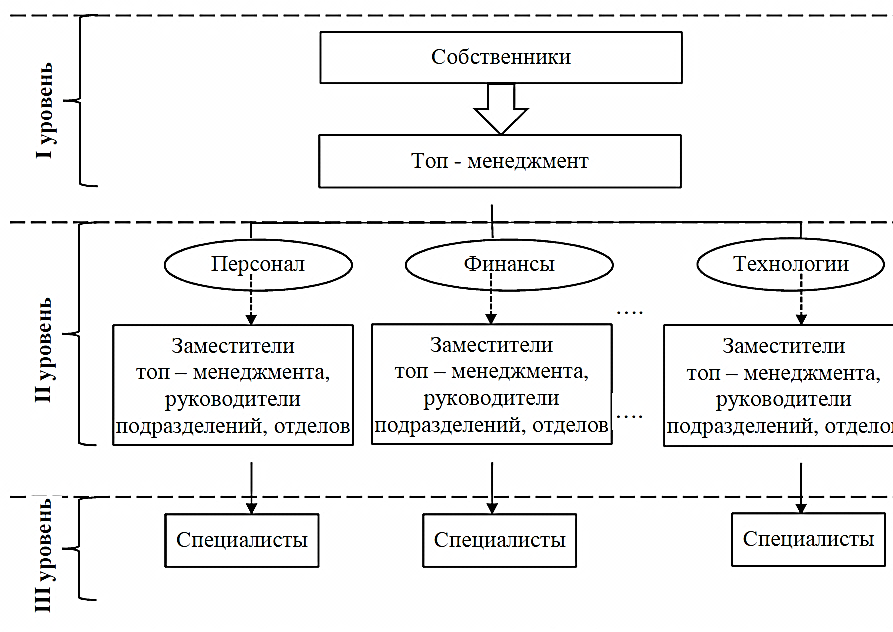 I уровень
Собственники
Топ - менеджмент
II уровень
Персонал
Финансы
Технологии
....
Заместители
топ – менеджмента,
руководители
подразделений, отделов
Заместители
топ – менеджмента,
руководители
подразделений, отделов
....
Заместители
топ – менеджмента,
руководители
подразделений, отделов
III уровень
Специалисты
Специалисты
Специалисты